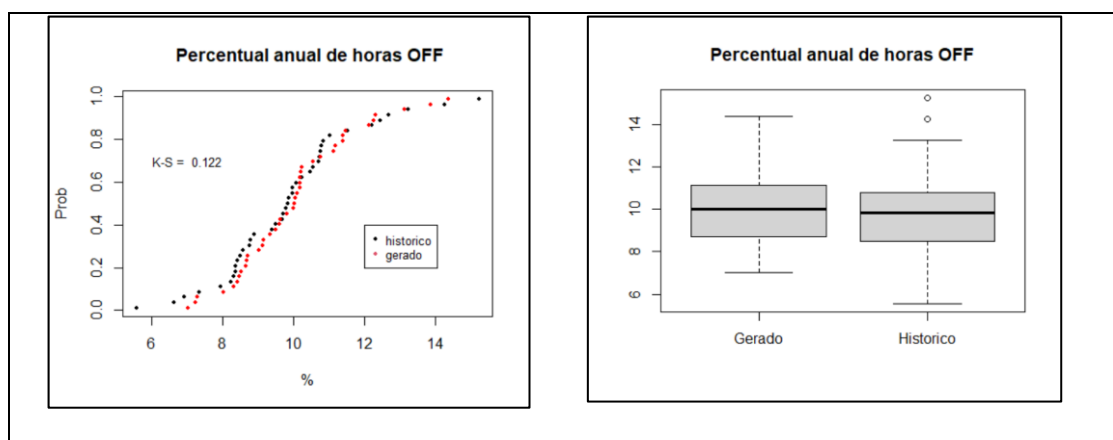 Percentual anual de horas OFF
1.0
0.8
0.6
0.4
0.2
0.0
Prob
K-S = 0.122
historico
gerado
6 8 10 12 14
%
Percentual anual de horas OFF
14
12
10
8
6
Gerado Historico